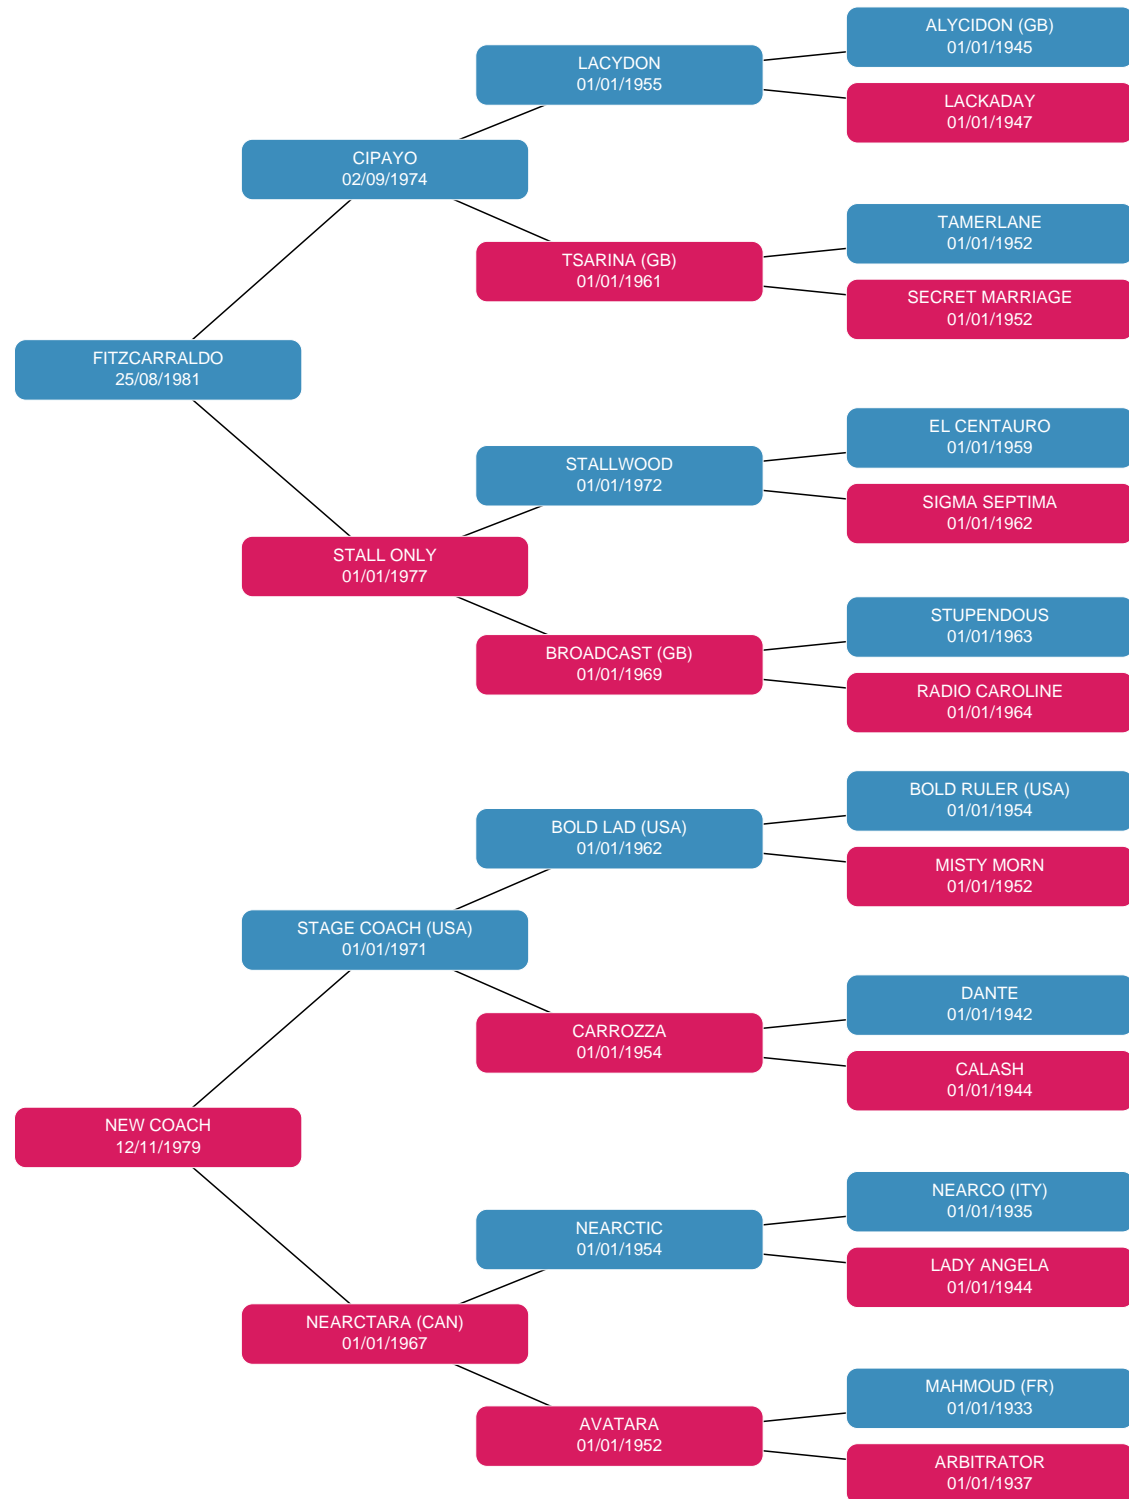 ALYCIDON (GB)
01/01/1945
LACYDON
01/01/1955
LACKADAY
01/01/1947
CIPAYO
02/09/1974
TAMERLANE
01/01/1952
TSARINA (GB)
01/01/1961
SECRET MARRIAGE
01/01/1952
FITZCARRALDO
25/08/1981
EL CENTAURO
01/01/1959
STALLWOOD
01/01/1972
SIGMA SEPTIMA
01/01/1962
STALL ONLY
01/01/1977
STUPENDOUS
01/01/1963
BROADCAST (GB)
01/01/1969
RADIO CAROLINE
01/01/1964
BOLD RULER (USA)
01/01/1954
BOLD LAD (USA)
01/01/1962
MISTY MORN
01/01/1952
STAGE COACH (USA)
01/01/1971
DANTE
01/01/1942
CARROZZA
01/01/1954
CALASH
01/01/1944
NEW COACH
12/11/1979
NEARCO (ITY)
01/01/1935
NEARCTIC
01/01/1954
LADY ANGELA
01/01/1944
NEARCTARA (CAN)
01/01/1967
MAHMOUD (FR)
01/01/1933
AVATARA
01/01/1952
ARBITRATOR
01/01/1937